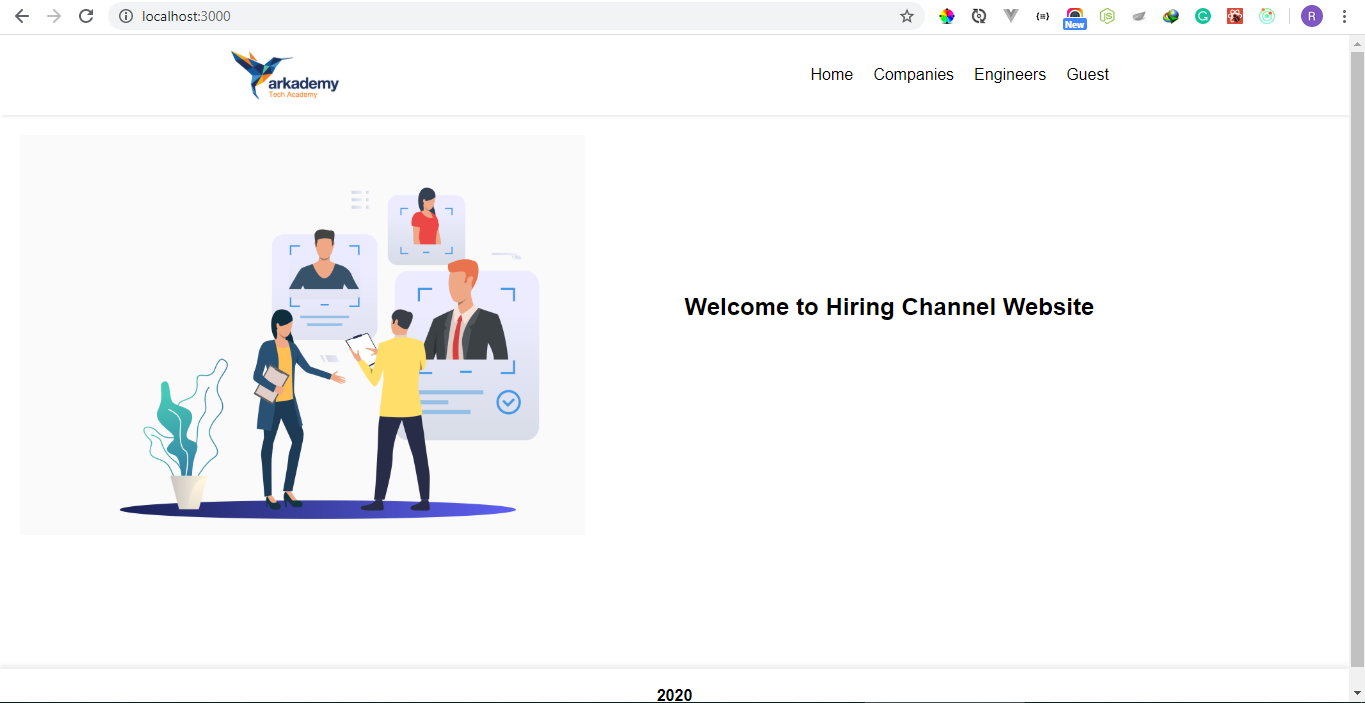 localhost:3000
New
R
arkademy
Tech Academy
Home Companies Engineers Guest
Welcome to Hiring Channel Website
2020